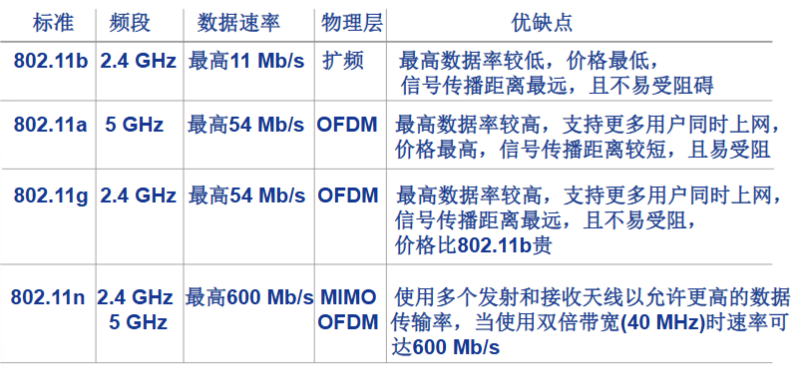 标准 频段 数据速率 物理层 优缺点
802.11b 2.4 GHz 最高11 Mb/s 扩频 最高数据率较低，价格最低，
信号传播距离最远，且不易受阻碍
802.11a 5 GHz 最高54 Mb/s OFDM 最高数据率较高，支持更多用户同时上网，
价格最高，信号传播距离较短，且易受阻
802.11g 2.4 GHz 最高54 Mb/s OFDM 最高数据率较高，支持更多用户同时上网，
信号传播距离最远，且不易受阻，
价格比802.11b贵
802.11n 2.4 GHz 最高600 Mb/s MIMO 使用多个发射和接收天线以允许更高的数据
5 GHz OFDM 传输率，当使用双倍带宽(40 MHz)时速率可
达600 Mb/s